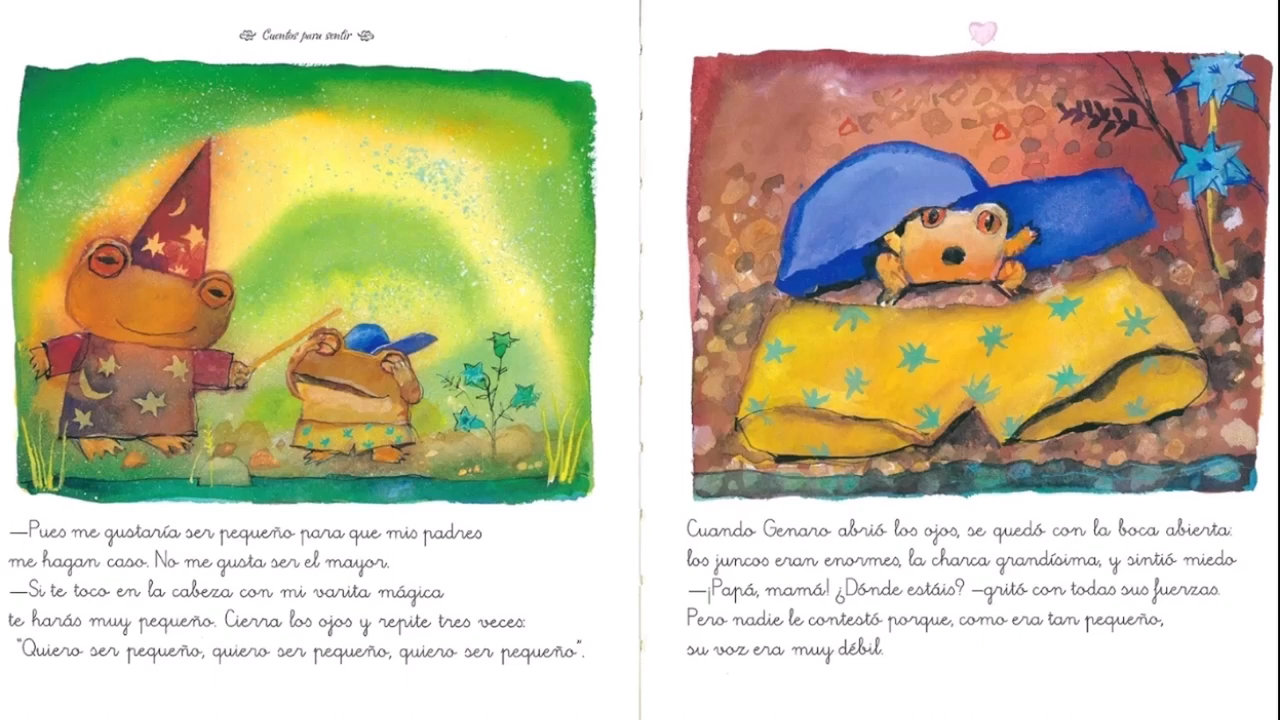 Cuentos para sentir
—Pues me gustaría ser pequeño para que mis padres
me hagan caso. No me gusta ser el mayor.
—Si te toco en la cabeza con mi varita mágica
te harás muy pequeño. Cierra los ojos y repite tres veces:
"Quiero ser pequeño, quiero ser pequeño, quiero ser pequeño".
Cuando Genaro abrió los ojos, se quedó con la boca abierta:
los juncos eran enormes, la charca grandísima, y sintió miedo
—¡Papá, mamá! ¿Dónde estáis? —gritó con todas sus fuerzas.
Pero nadie le contestó porque, como era tan pequeño,
su voz era muy débil.